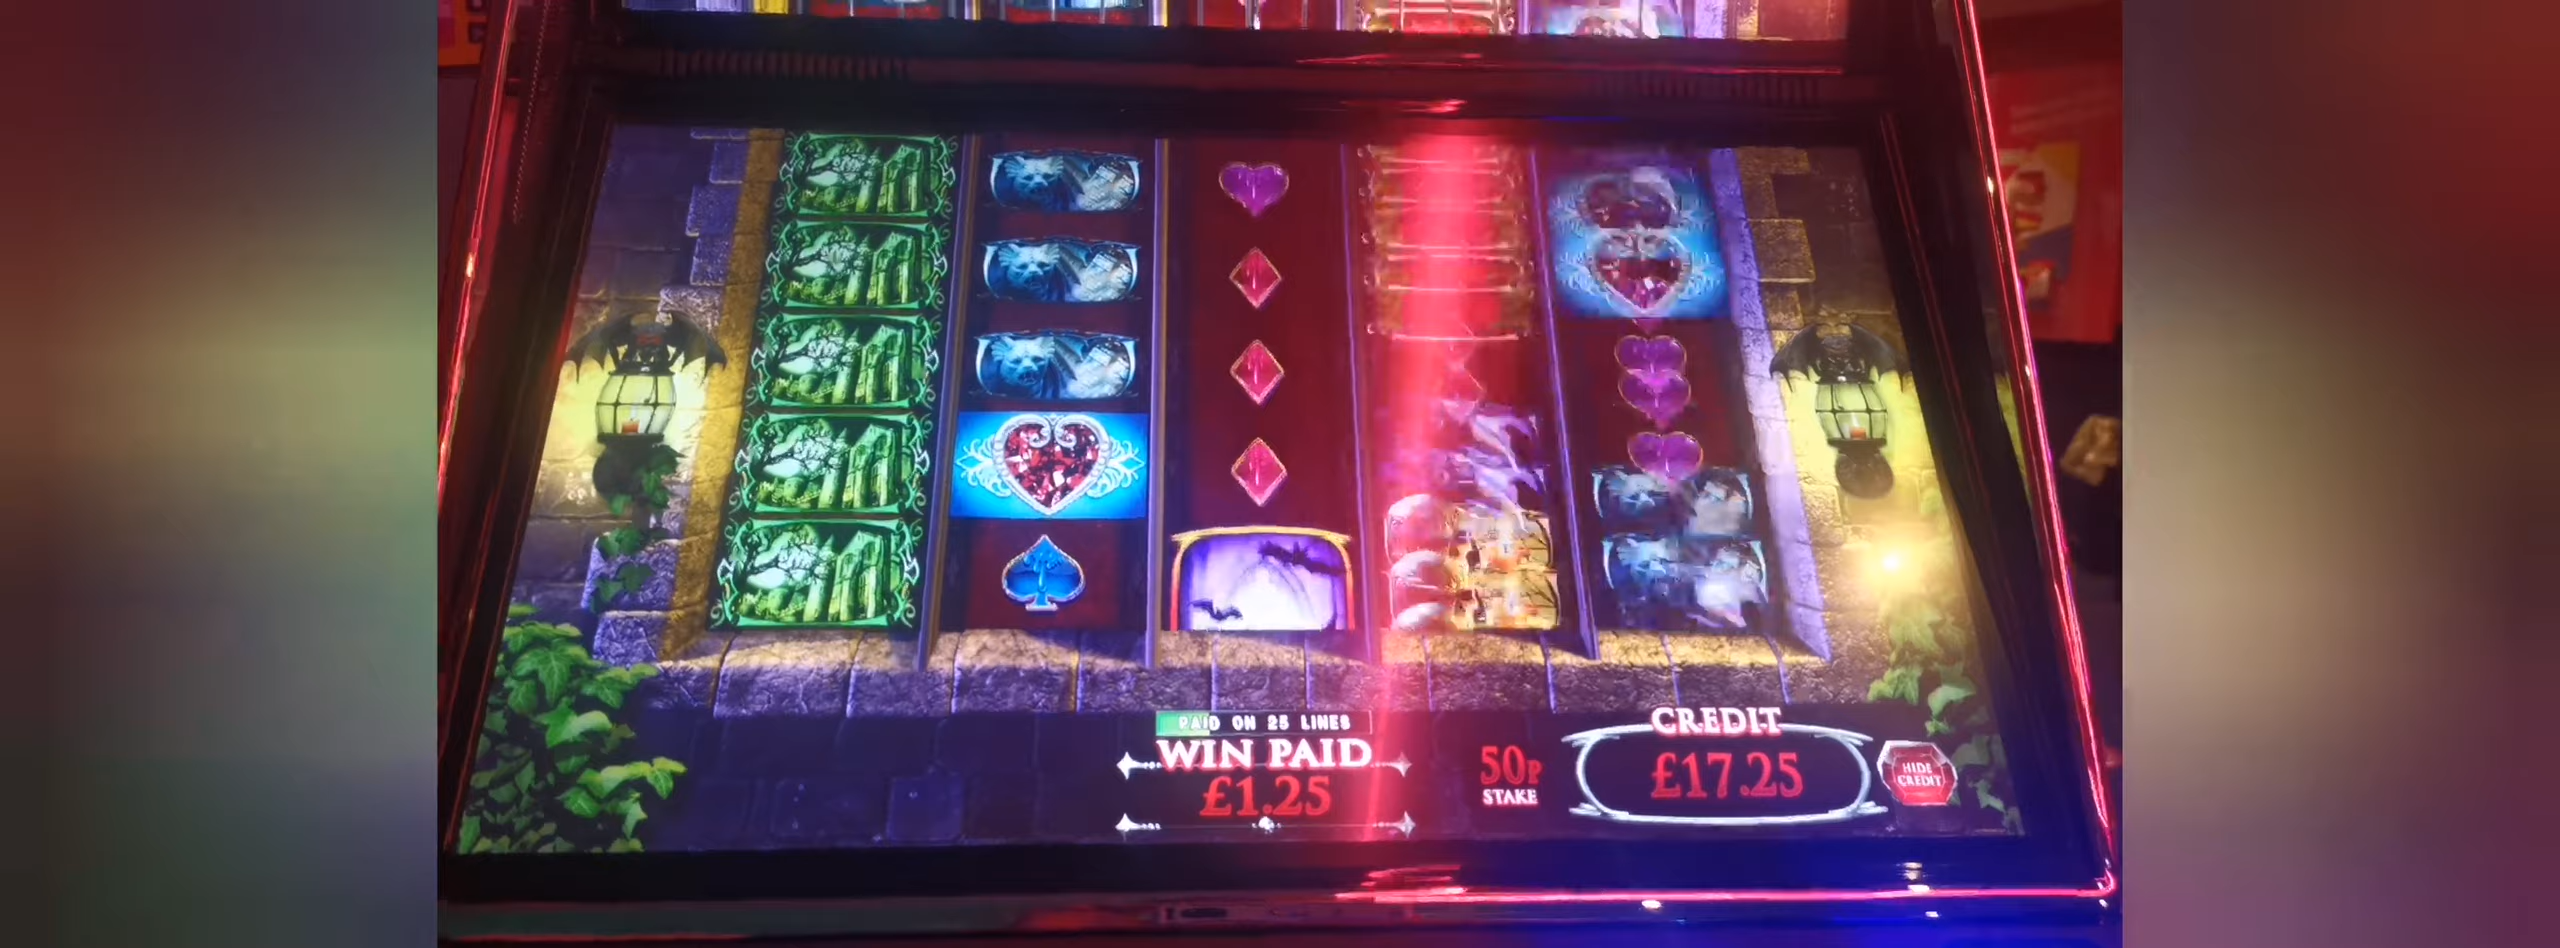 PAID ON 25 LINES
WIN PAID
£1.25
50P
STAKE
CREDIT
£17.25
HIDE
CREDIT